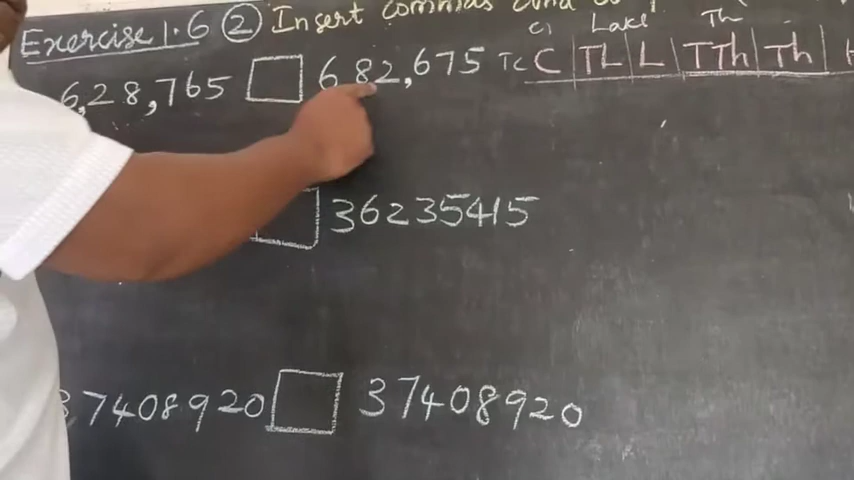 Exercise 1.6 ② Insert commas and
Cr Lakh Th
6,28,765 682,675 Tc C TL L TTh Th H
36235415
37408920 37408920